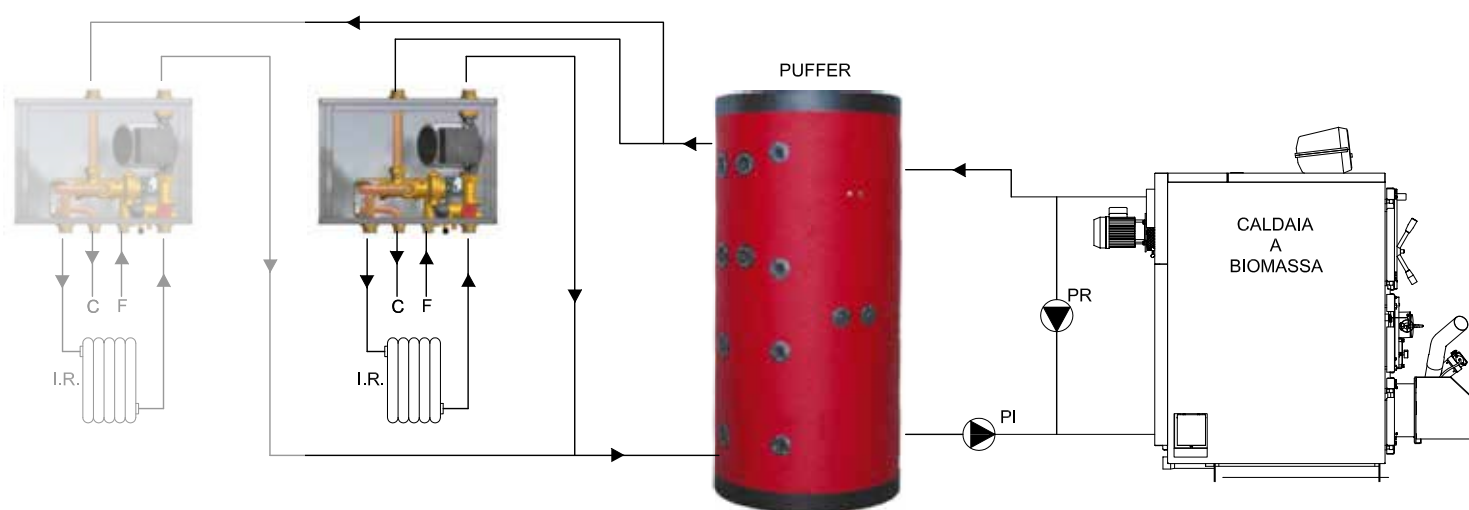 PUFFER
CALDAIA
A
BIOMASSA
PR
PI
C F
I.R.
C F
I.R.